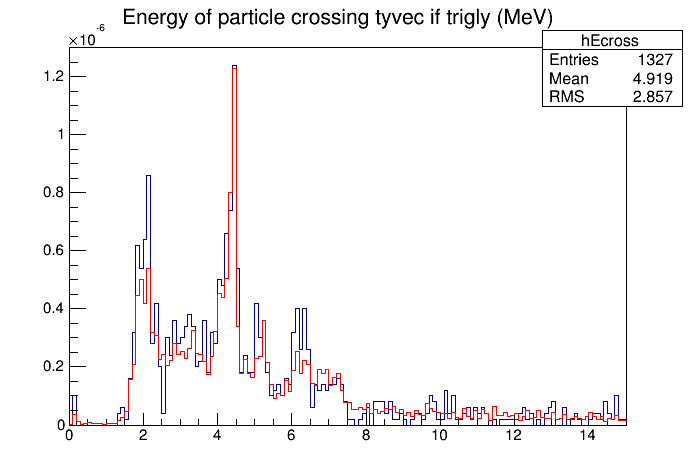 Energy of particle crossing tyvec if trigly (MeV)
×10⁻⁶
hEcross
Entries 1327
Mean 4.919
RMS 2.857
1.2
1
0.8
0.6
0.4
0.2
0
0 2 4 6 8 10 12 14